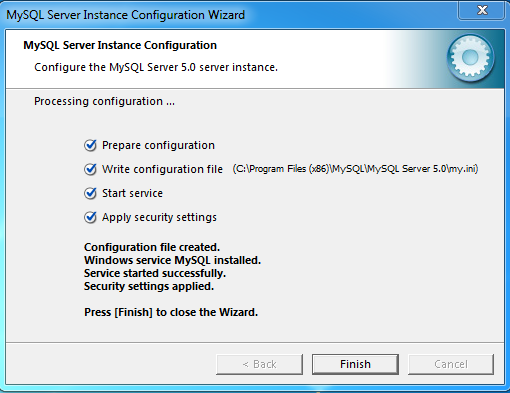 MySQL Server Instance Configuration Wizard
MySQL Server Instance Configuration
Configure the MySQL Server 5.0 server instance.
Processing configuration ...
Prepare configuration
Write configuration file (C:\Program Files (x86)\MySQL\MySQL Server 5.0\my.ini)
Start service
Apply security settings
Configuration file created.
Windows service MySQL installed.
Service started successfully.
Security settings applied.
Press [Finish] to close the Wizard.
< Back Finish Cancel